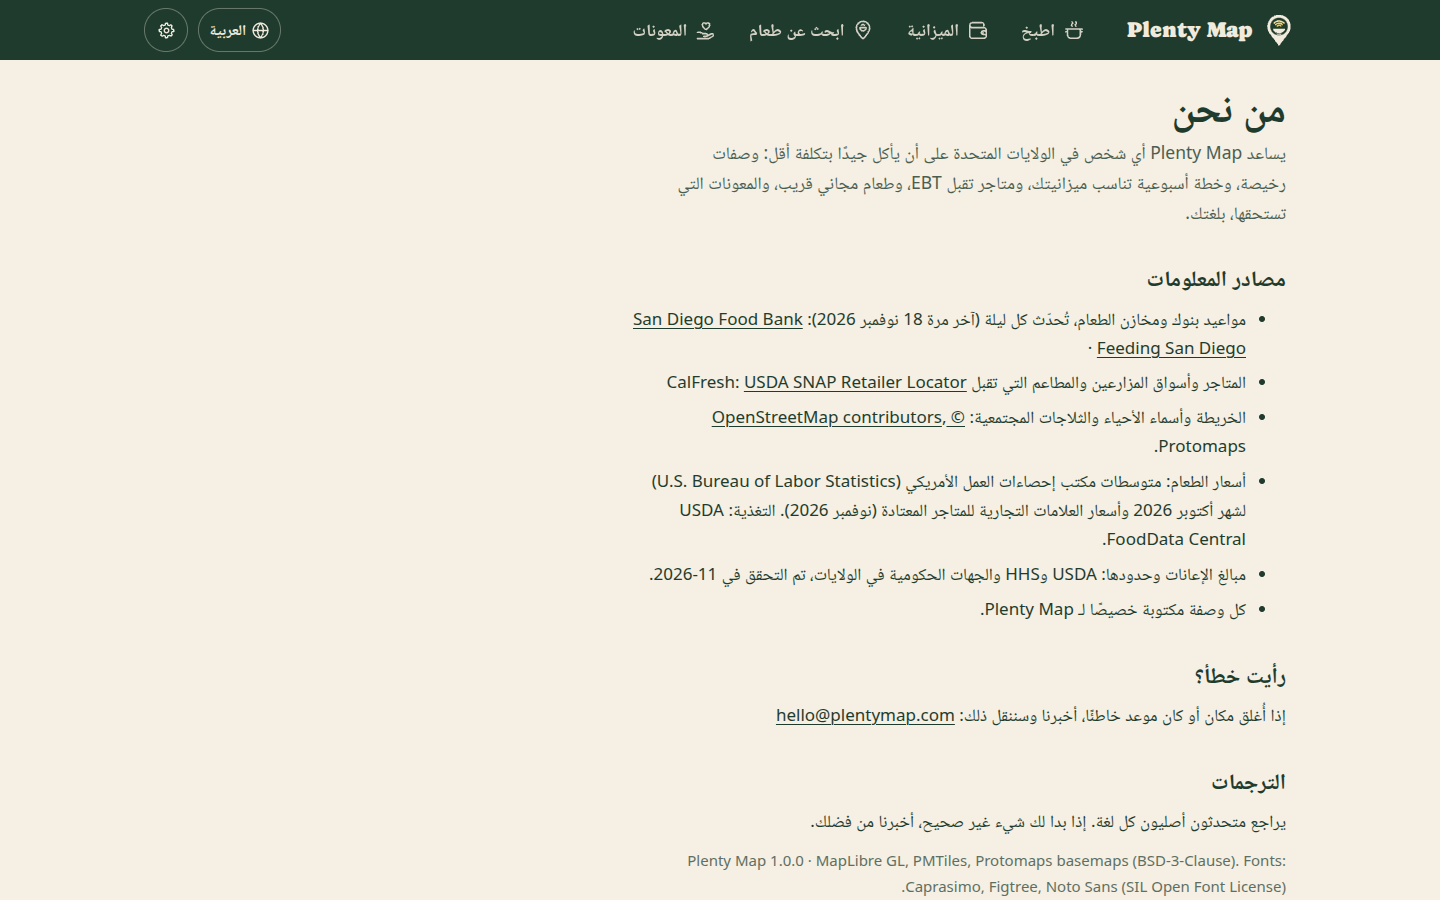 Plenty Map
اطبخ
الميزانية
ابحث عن طعام
المعونات
العربية
من نحن
يساعد Plenty Map أي شخص في الولايات المتحدة على أن يأكل جيدًا بتكلفة أقل: وصفات
رخيصة، وخطة أسبوعية تناسب ميزانيتك، ومتاجر تقبل EBT، وطعام مجاني قريب، والمعونات التي
تستحقها، بلغتك.
مصادر المعلومات
مواعيد بنوك ومخازن الطعام، تُحدّث كل ليلة (آخر مرة 18 نوفمبر 2026): San Diego Food Bank
· Feeding San Diego
المتاجر وأسواق المزارعين والمطاعم التي تقبل CalFresh: USDA SNAP Retailer Locator
الخريطة وأسماء الأحياء والثلاجات المجتمعية: © OpenStreetMap contributors,
Protomaps.
أسعار الطعام: متوسطات مكتب إحصاءات العمل الأمريكي (U.S. Bureau of Labor Statistics)
لشهر أكتوبر 2026 وأسعار العلامات التجارية للمتاجر المعتادة (نوفمبر 2026). التغذية: USDA
FoodData Central.
مبالغ الإعانات وحدودها: USDA وHHS والجهات الحكومية في الولايات، تم التحقق في 11-2026.
كل وصفة مكتوبة خصيصًا لـ Plenty Map.
رأيت خطأ؟
إذا أُغلق مكان أو كان موعد خاطئًا، أخبرنا وسننقل ذلك: hello@plentymap.com
الترجمات
يراجع متحدثون أصليون كل لغة. إذا بدا لك شيء غير صحيح، أخبرنا من فضلك.
Plenty Map 1.0.0 · MapLibre GL, PMTiles, Protomaps basemaps (BSD-3-Clause). Fonts:
Caprasimo, Figtree, Noto Sans (SIL Open Font License).